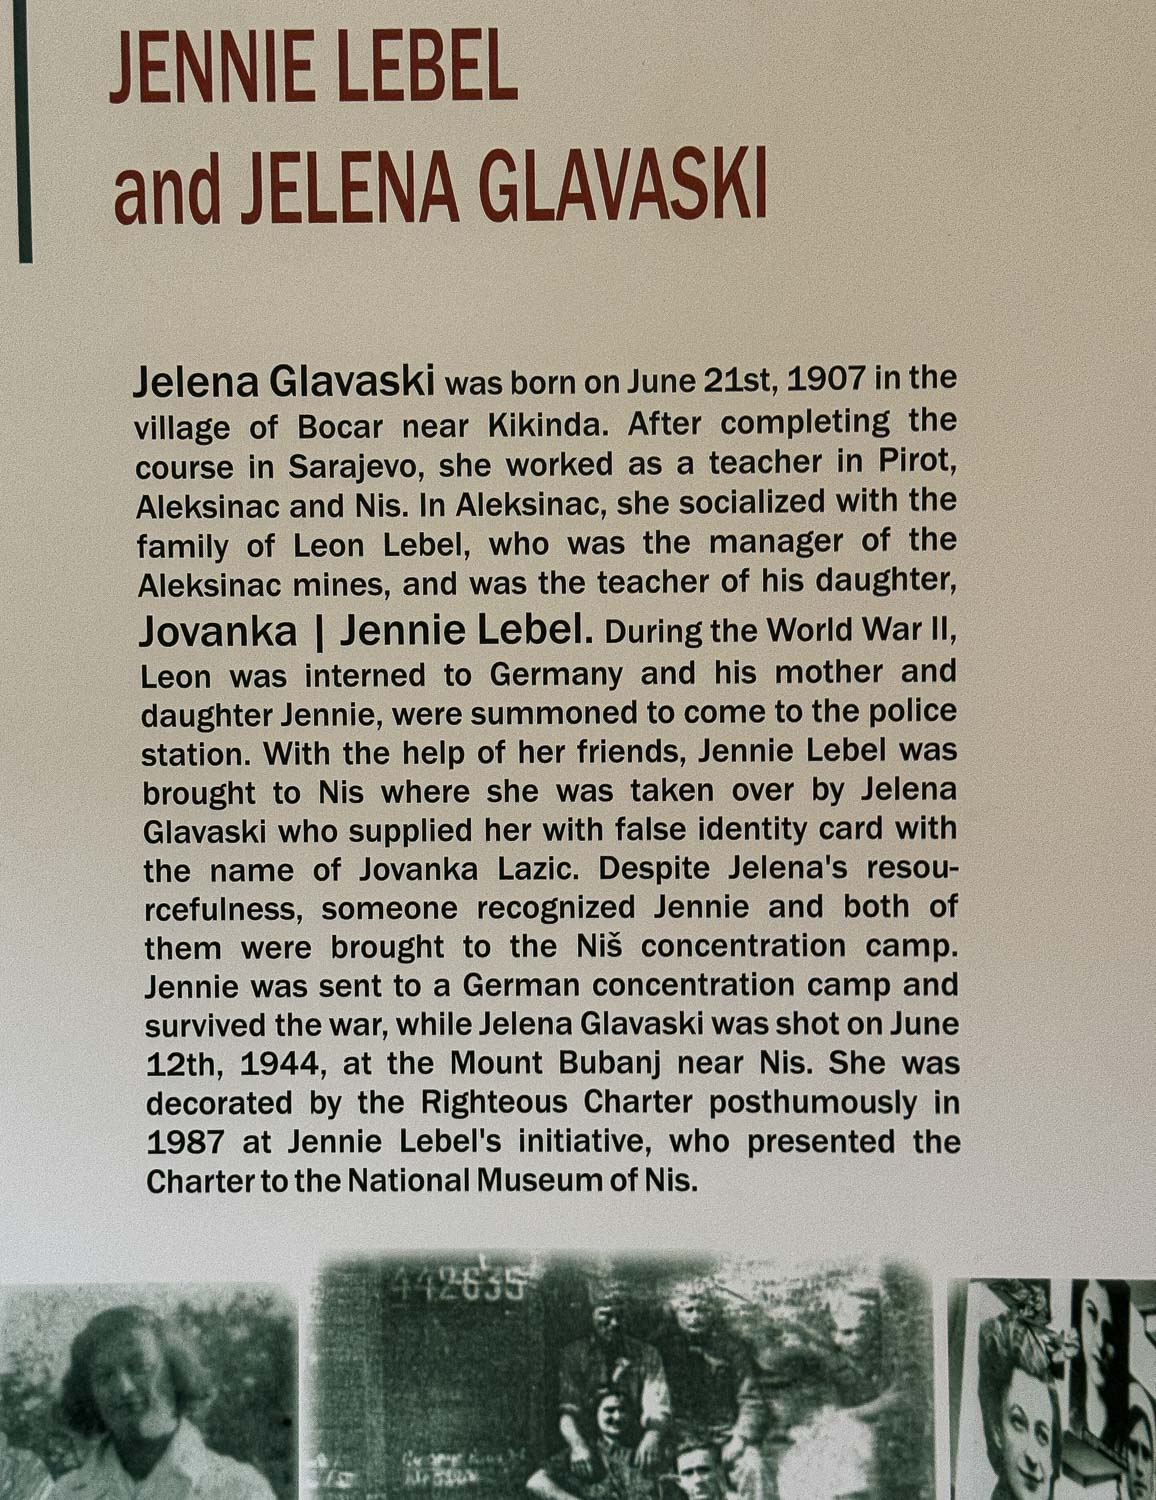 JENNIE LEBEL
and JELENA GLAVASKI
Jelena Glavaski was born on June 21st, 1907 in the
village of Bocar near Kikinda. After completing the
course in Sarajevo, she worked as a teacher in Pirot,
Aleksinac and Nis. In Aleksinac, she socialized with the
family of Leon Lebel, who was the manager of the
Aleksinac mines, and was the teacher of his daughter,
Jovanka | Jennie Lebel. During the World War II,
Leon was interned to Germany and his mother and
daughter Jennie, were summoned to come to the police
station. With the help of her friends, Jennie Lebel was
brought to Nis where she was taken over by Jelena
Glavaski who supplied her with false identity card with
the name of Jovanka Lazic. Despite Jelena's resou-
rcefulness, someone recognized Jennie and both of
them were brought to the Niš concentration camp.
Jennie was sent to a German concentration camp and
survived the war, while Jelena Glavaski was shot on June
12th, 1944, at the Mount Bubanj near Nis. She was
decorated by the Righteous Charter posthumously in
1987 at Jennie Lebel's initiative, who presented the
Charter to the National Museum of Nis.
442635